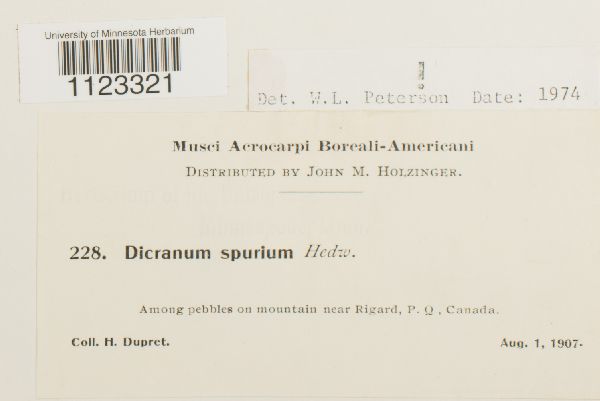 University of Minnesota Herbarium
1123321
!
Det. W.L. Peterson Date: 1974
Musci Acrocarpi Boreali-Americani
DISTRIBUTED BY JOHN M. HOLZINGER.
228. Dicranum spurium Hedw.
Among pebbles on mountain near Rigard, P. Q, Canada.
Coll. H. Dupret. Aug. 1, 1907.